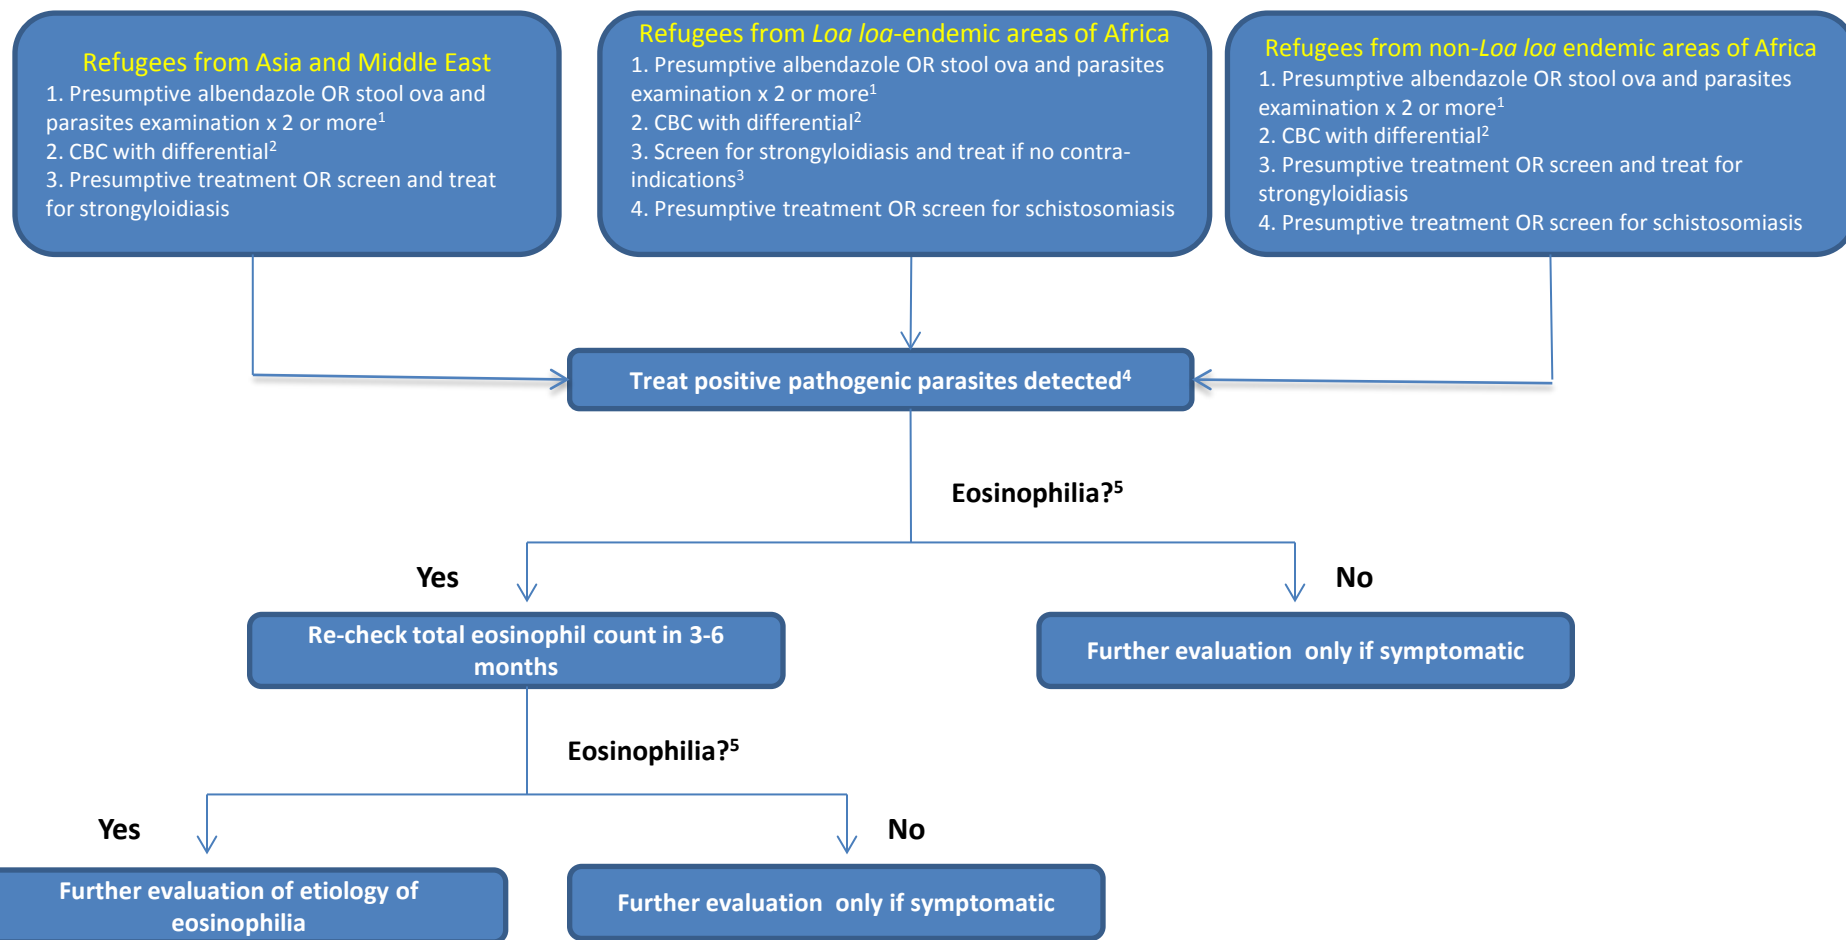 Refugees from Asia and Middle East
1. Presumptive albendazole OR stool ova and
parasites examination x 2 or more¹
2. CBC with differential²
3. Presumptive treatment OR screen and treat
for strongyloidiasis
Refugees from Loa loa-endemic areas of Africa
1. Presumptive albendazole OR stool ova and parasites
examination x 2 or more¹
2. CBC with differential²
3. Screen for strongyloidiasis and treat if no contra-
indications³
4. Presumptive treatment OR screen for schistosomiasis
Refugees from non-Loa loa endemic areas of Africa
1. Presumptive albendazole OR stool ova and parasites
examination x 2 or more¹
2. CBC with differential²
3. Presumptive treatment OR screen and treat for
strongyloidiasis
4. Presumptive treatment OR screen for schistosomiasis
Treat positive pathogenic parasites detected⁴
Eosinophilia?⁵
Yes
No
Re-check total eosinophil count in 3-6
months
Further evaluation only if symptomatic
Eosinophilia?⁵
Yes
No
Further evaluation of etiology of
eosinophilia
Further evaluation only if symptomatic